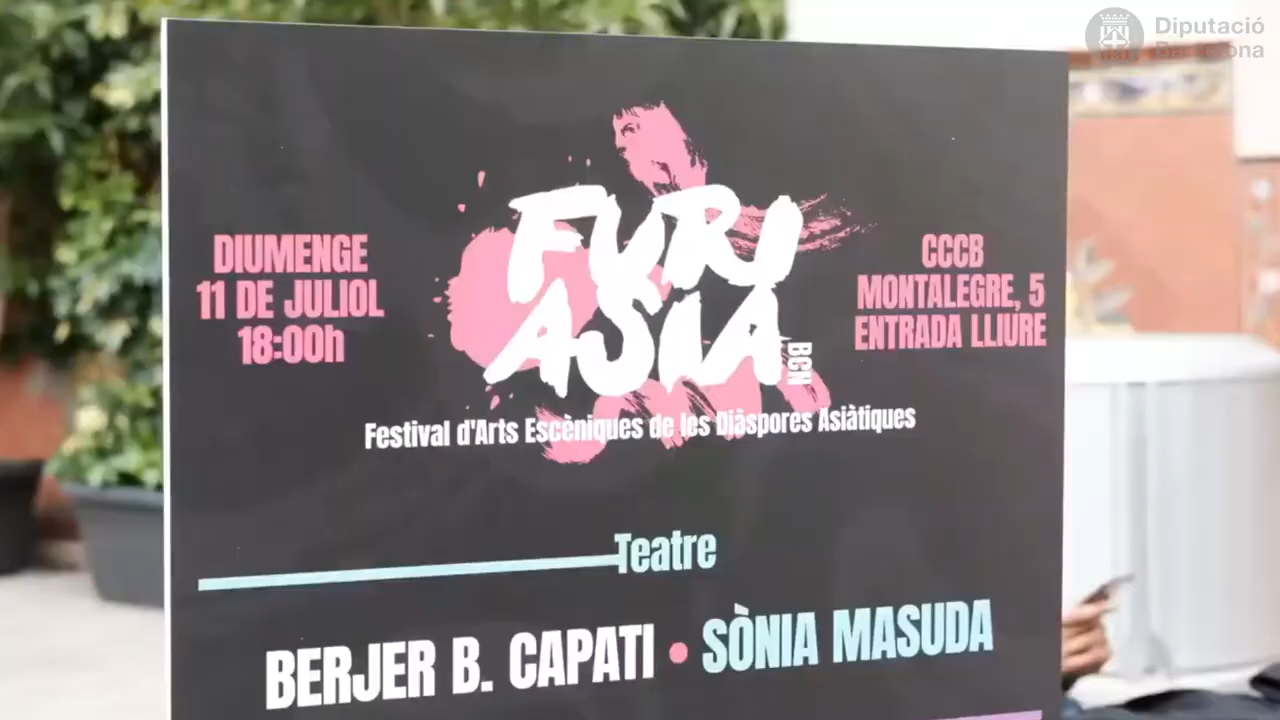 Diputació
Barcelona
DIUMENGE
11 DE JULIOL
18:00h
FURI
ASIA
BCN
CCCB
MONTALEGRE, 5
ENTRADA LLIURE
Festival d'Arts Escèniques de les Diàspores Asiàtiques
Teatre
BERJER B. CAPATI • SÒNIA MASUDA